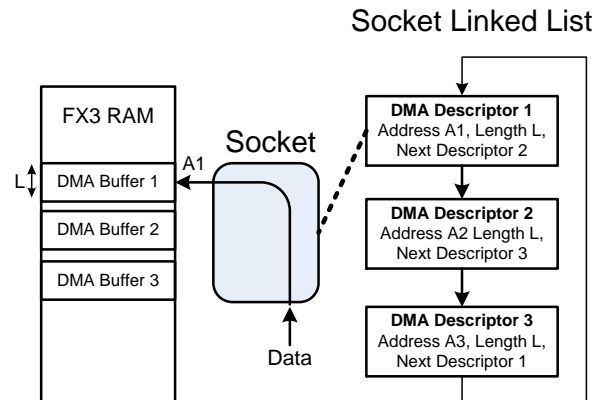 Socket Linked List
FX3 RAM
L
DMA Buffer 1
DMA Buffer 2
DMA Buffer 3
A1
Socket
Data
DMA Descriptor 1
Address A1, Length L,
Next Descriptor 2
DMA Descriptor 2
Address A2 Length L,
Next Descriptor 3
DMA Descriptor 3
Address A3, Length L,
Next Descriptor 1